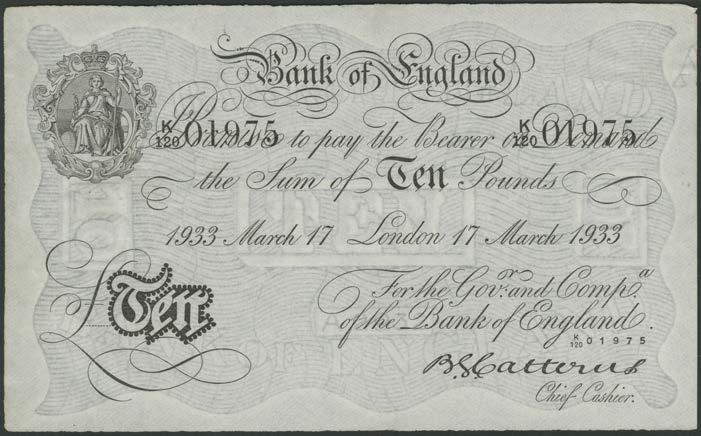 Bank of England
K/120 01975 K/120 01975
I Promise to pay the Bearer on Demand
the Sum of Ten Pounds
1933 March 17 London 17 March 1933
£Ten
For the Govr. and Compa.
of the Bank of England.
K/120 01975
B G Catterns
Chief Cashier.